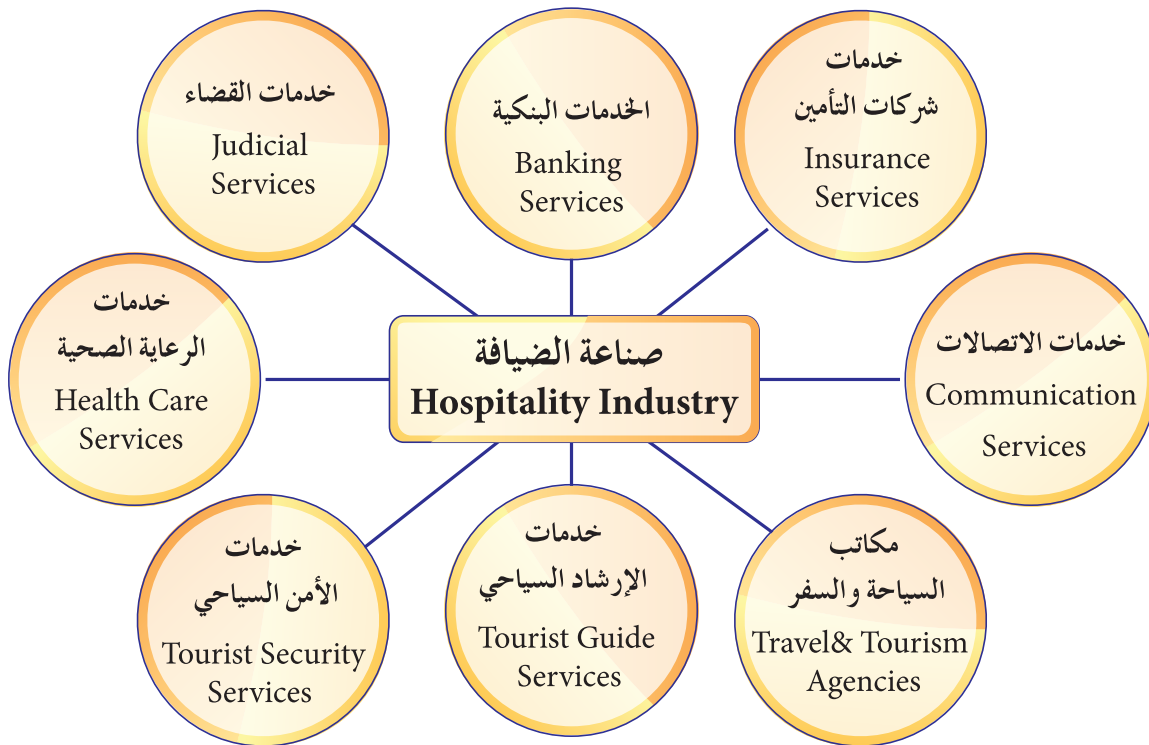 خدمات القضاء
Judicial
Services
الخدمات البنكية
Banking
Services
خدمات
شركات التأمين
Insurance
Services
خدمات
الرعاية الصحية
Health Care
Services
صناعة الضيافة
Hospitality Industry
خدمات الاتصالات
Communication
Services
خدمات
الأمن السياحي
Tourist Security
Services
خدمات
الإرشاد السياحي
Tourist Guide
Services
مكاتب
السياحة والسفر
Travel& Tourism
Agencies